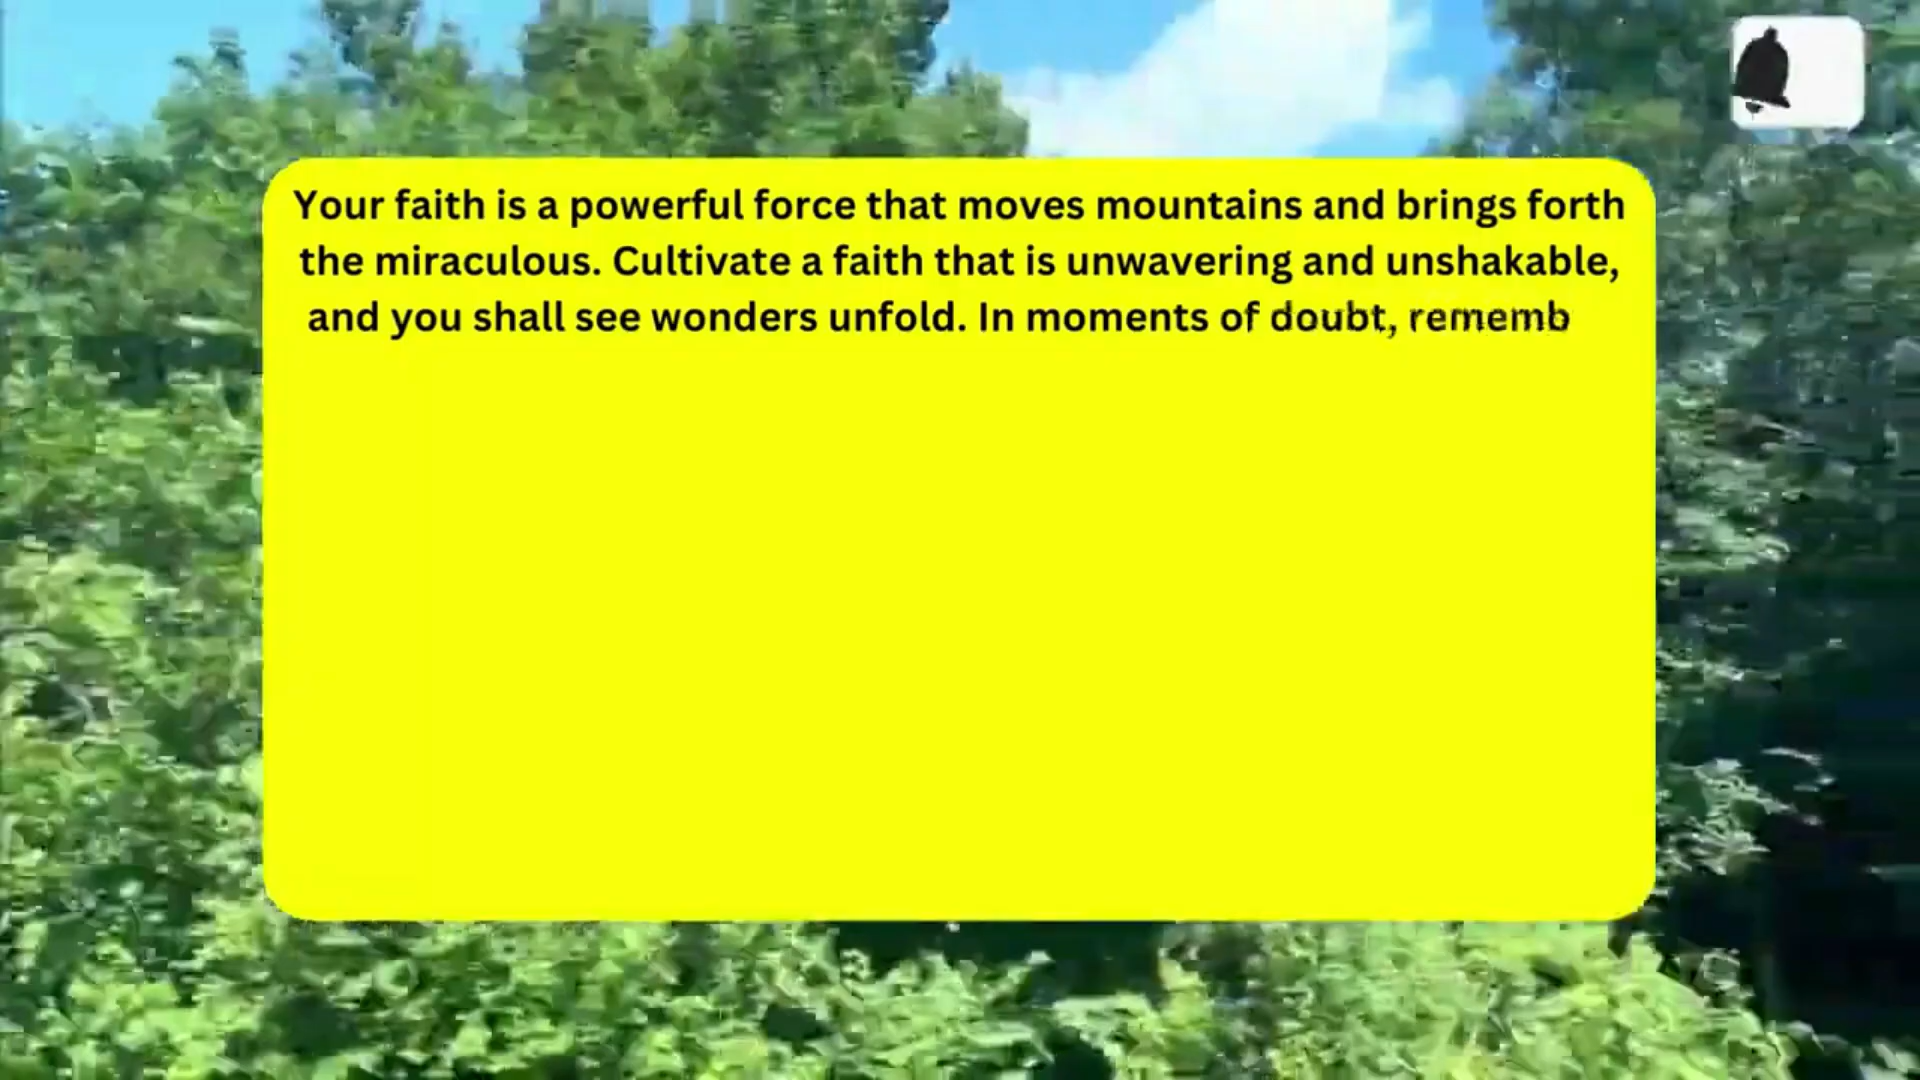 Your faith is a powerful force that moves mountains and brings forth
the miraculous. Cultivate a faith that is unwavering and unshakable,
and you shall see wonders unfold. In moments of doubt, rememb